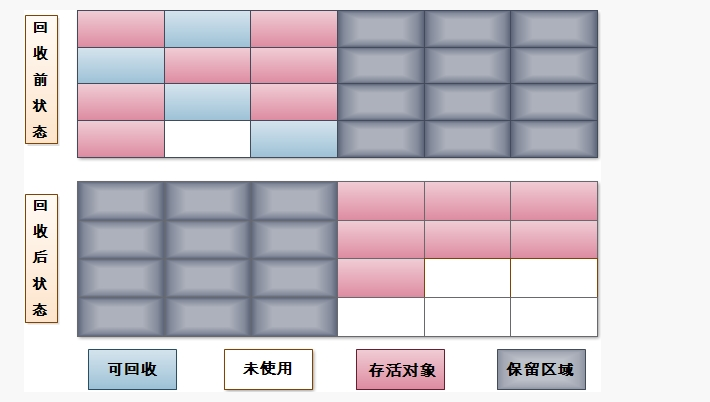 回收前状态
回收后状态
可回收
未使用
存活对象
保留区域